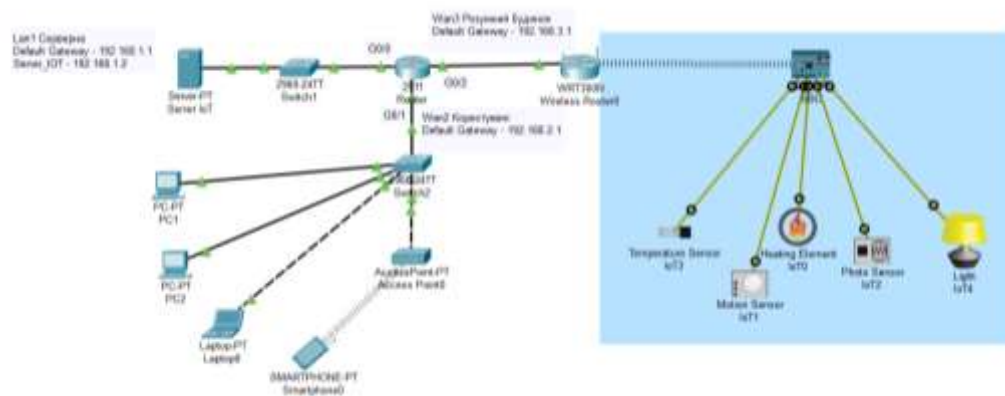 Lan1 Серверна
Default Gateway - 192.168.1.1
Server_IOT - 192.168.1.2
Wan3 Розумний Будинок
Default Gateway - 192.168.3.1
G0/0
G0/2
G0/1
Server-PT
Server IoT
2960-24TT
Switch1
2911
Router
WRT300N
Wireless Router0
Wan2 Користувачі
Default Gateway - 192.168.2.1
Switch2
PC-PT
PC1
PC-PT
PC2
AccessPoint-PT
Access Point0
Laptop-PT
Laptop0
SMARTPHONE-PT
Smartphone0
Temperature Sensor
IoT3
Heating Element
IoT0
Photo Sensor
IoT2
Light
IoT4
Motion Sensor
IoT1